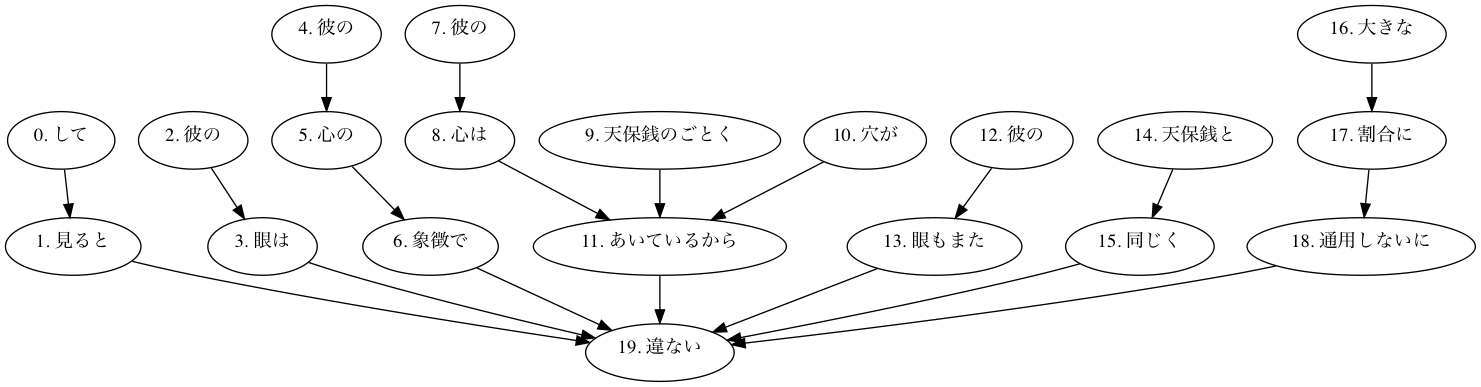 4. 彼の
7. 彼の
16. 大きな
0. して
2. 彼の
5. 心の
8. 心は
9. 天保銭のごとく
10. 穴が
12. 彼の
14. 天保銭と
17. 割合に
1. 見ると
3. 眼は
6. 象徴で
11. あいているから
13. 眼もまた
15. 同じく
18. 通用しないに
19. 違ない